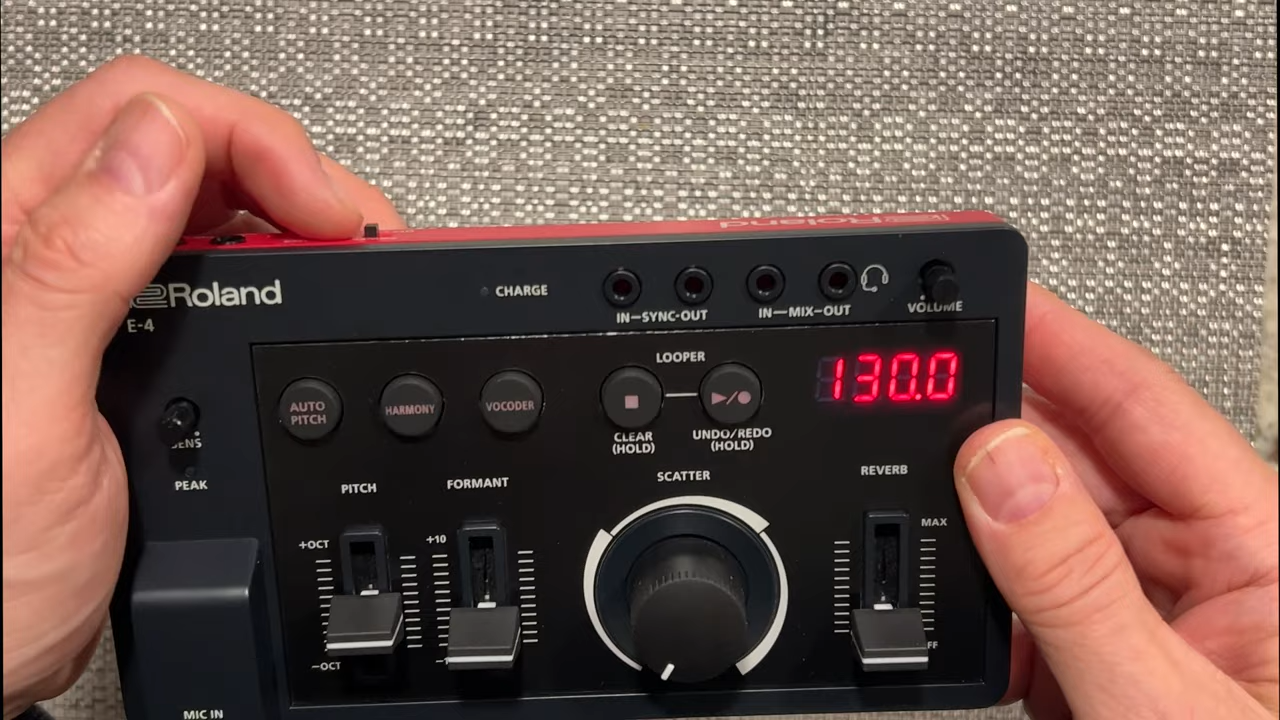 Roland
Roland
E-4
CHARGE
IN-SYNC-OUT
IN-MIX-OUT
VOLUME
LOOPER
130.0
AUTO
PITCH
HARMONY
VOCODER
CLEAR
(HOLD)
UNDO/REDO
(HOLD)
SENS
PEAK
PITCH
FORMANT
SCATTER
REVERB
+OCT
+10
MAX
-OCT
MIC IN